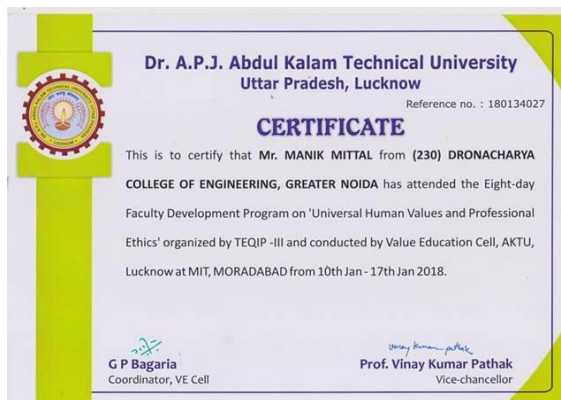 Dr. A.P.J. Abdul Kalam Technical University
Uttar Pradesh, Lucknow
Reference no. : 180134027
CERTIFICATE
This is to certify that Mr. MANIK MITTAL from (230) DRONACHARYA
COLLEGE OF ENGINEERING, GREATER NOIDA has attended the Eight-day
Faculty Development Program on 'Universal Human Values and Professional
Ethics' organized by TEQIP -III and conducted by Value Education Cell, AKTU,
Lucknow at MIT, MORADABAD from 10th Jan - 17th Jan 2018.
vinay kumar pathak
G P Bagaria
Prof. Vinay Kumar Pathak
Coordinator, VE Cell
Vice-chancellor